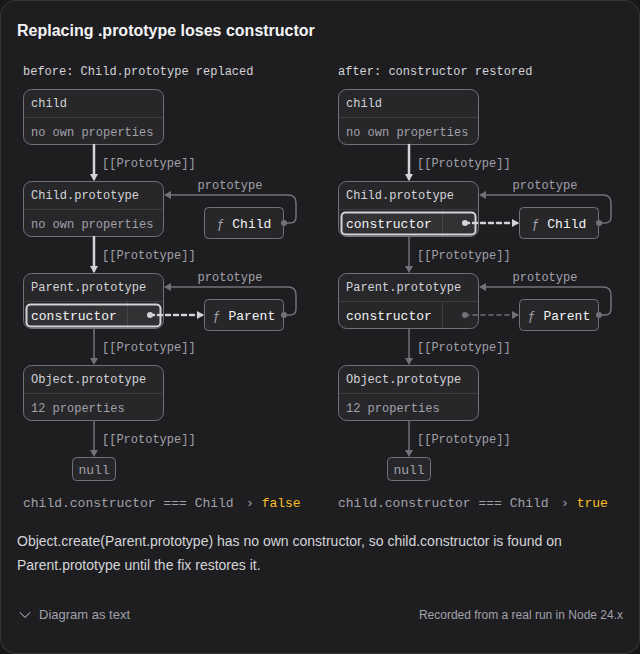 Replacing .prototype loses constructor
before: Child.prototype replaced
child
no own properties
[[Prototype]]
prototype
Child.prototype
no own properties
ƒ Child
[[Prototype]]
prototype
Parent.prototype
constructor
ƒ Parent
[[Prototype]]
Object.prototype
12 properties
[[Prototype]]
null
child.constructor === Child › false
after: constructor restored
child
no own properties
[[Prototype]]
prototype
Child.prototype
constructor
ƒ Child
[[Prototype]]
prototype
Parent.prototype
constructor
ƒ Parent
[[Prototype]]
Object.prototype
12 properties
[[Prototype]]
null
child.constructor === Child › true
Object.create(Parent.prototype) has no own constructor, so child.constructor is found on
Parent.prototype until the fix restores it.
Diagram as text
Recorded from a real run in Node 24.x